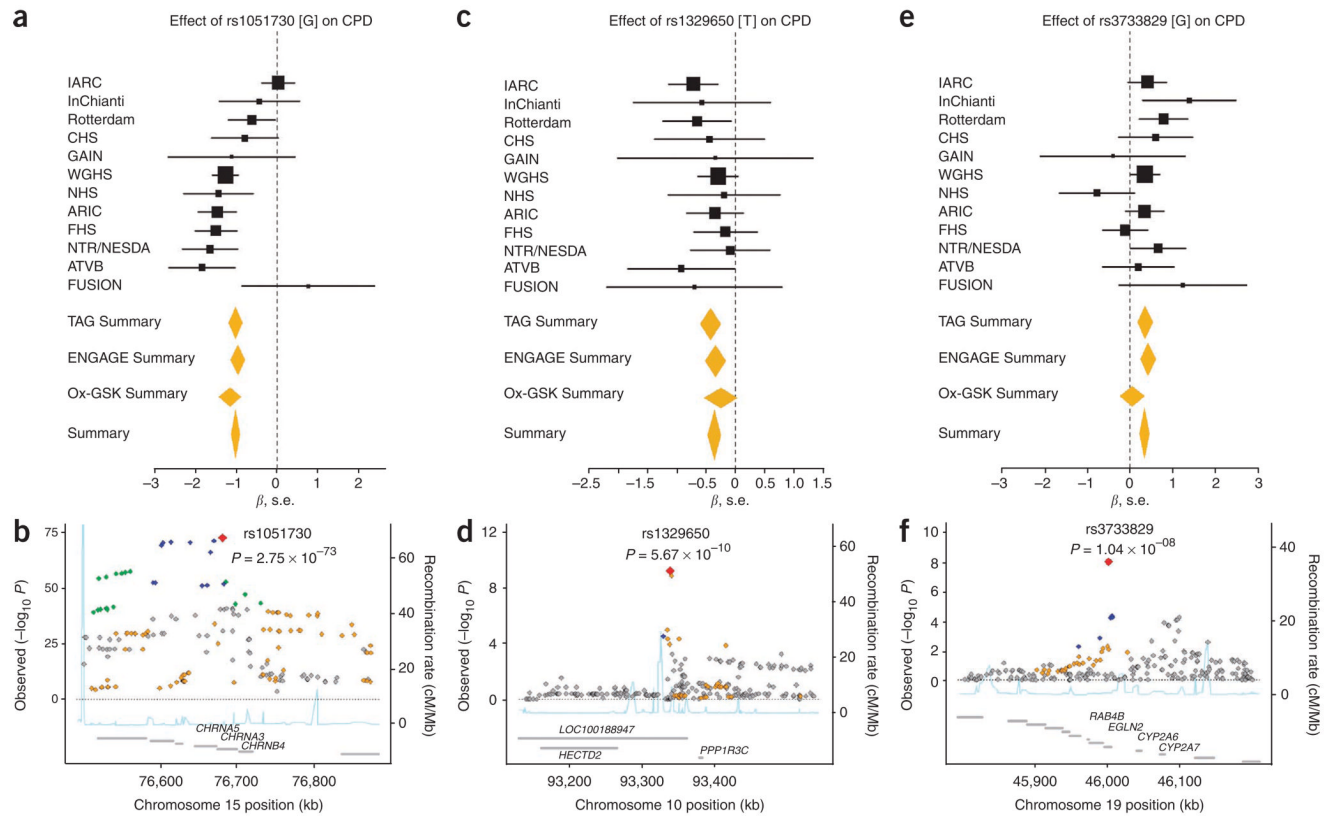 a
Effect of rs1051730 [G] on CPD
IARC
InChianti
Rotterdam
CHS
GAIN
WGHS
NHS
ARIC
FHS
NTR/NESDA
ATVB
FUSION
TAG Summary
ENGAGE Summary
Ox-GSK Summary
Summary
−3 −2 −1 0 1 2
β, s.e.
c
Effect of rs1329650 [T] on CPD
IARC
InChianti
Rotterdam
CHS
GAIN
WGHS
NHS
ARIC
FHS
NTR/NESDA
ATVB
FUSION
TAG Summary
ENGAGE Summary
Ox-GSK Summary
Summary
−2.5 −1.5 −0.5 0 0.5 1.0 1.5
β, s.e.
e
Effect of rs3733829 [G] on CPD
IARC
InChianti
Rotterdam
CHS
GAIN
WGHS
NHS
ARIC
FHS
NTR/NESDA
ATVB
FUSION
TAG Summary
ENGAGE Summary
Ox-GSK Summary
Summary
−3 −2 −1 0 1 2 3
β, s.e.
b
rs1051730
P = 2.75 × 10−73
Observed (−log10 P)
75
50
25
0
Recombination rate (cM/Mb)
60
40
20
0
CHRNA5
CHRNA3
CHRNB4
76,600 76,700 76,800
Chromosome 15 position (kb)
d
rs1329650
P = 5.67 × 10−10
Observed (−log10 P)
12
8
4
0
Recombination rate (cM/Mb)
60
50
40
30
20
10
0
LOC100188947
HECTD2
PPP1R3C
93,200 93,300 93,400
Chromosome 10 position (kb)
f
rs3733829
P = 1.04 × 10−08
Observed (−log10 P)
10
8
6
4
2
0
Recombination rate (cM/Mb)
40
20
0
RAB4B
EGLN2
CYP2A6
CYP2A7
45,900 46,000 46,100
Chromosome 19 position (kb)